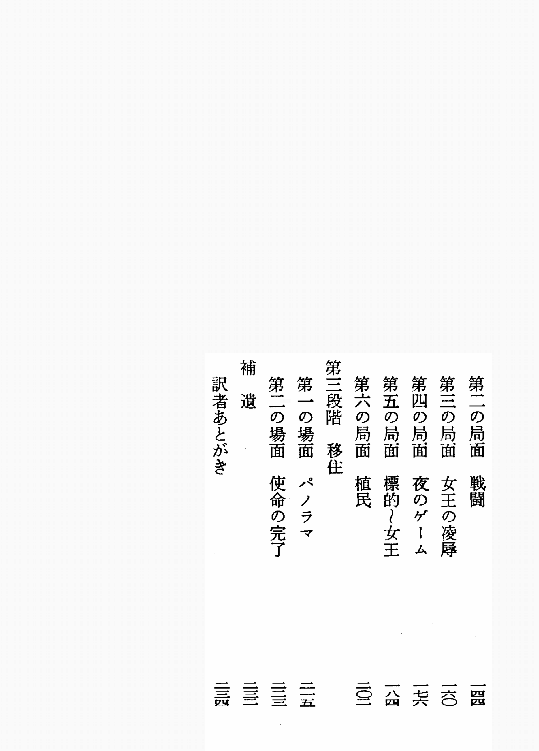 第二の局面　戦闘　一四四
第三の局面　女王の凌辱　一六〇
第四の局面　夜のゲーム　一七六
第五の局面　標的〜女王　一八四
第六の局面　植民　二〇二
第三段階　移住
第一の場面　パノラマ　二一五
第二の場面　使命の完了　二二三
補　遺　二三二
訳者あとがき　二三四